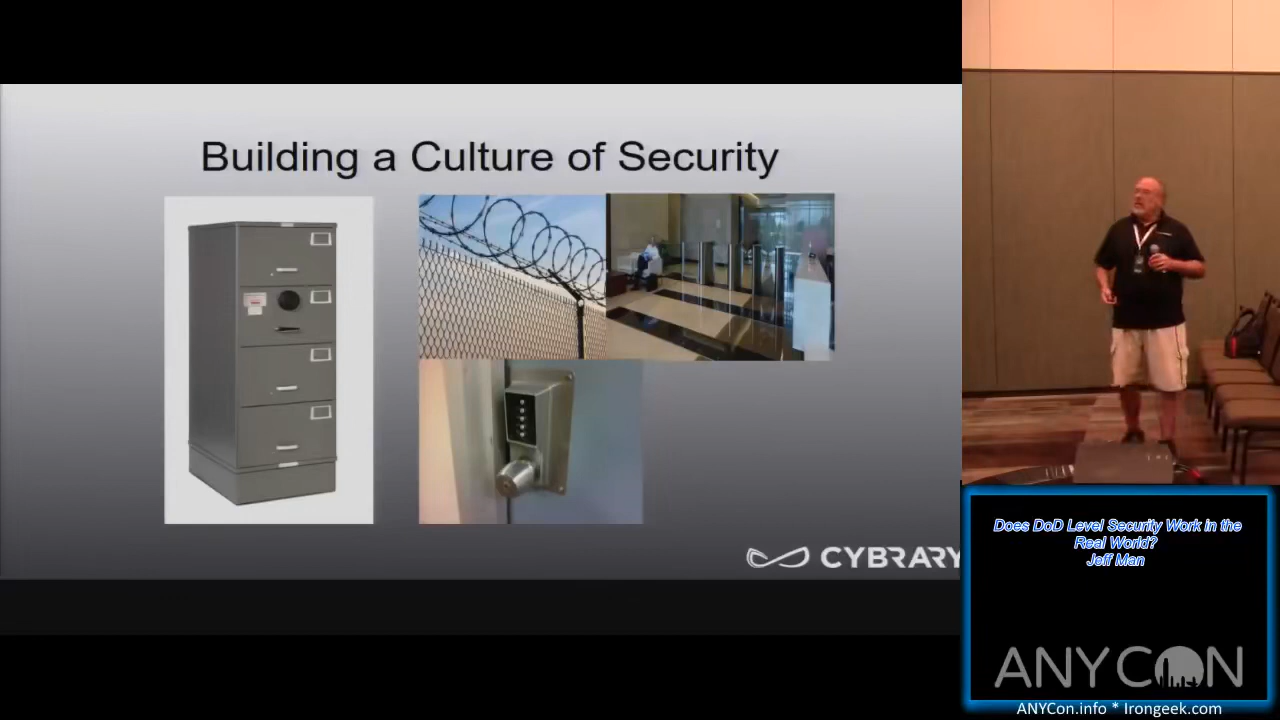 Building a Culture of Security
CYBRARY
Does DoD Level Security Work in the
Real World?
Jeff Man
ANYCON
ANYCon.info * Irongeek.com